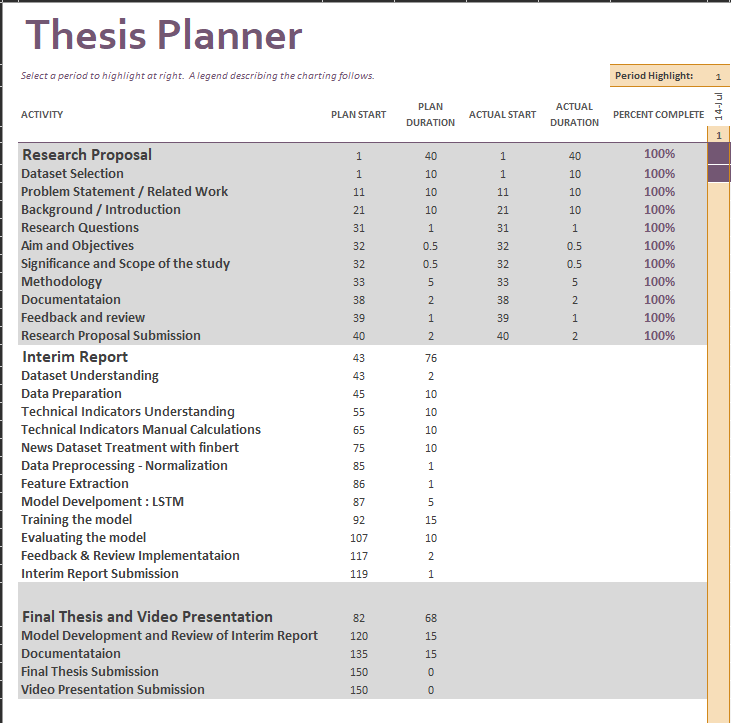 Thesis Planner
Select a period to highlight at right. A legend describing the charting follows.
Period Highlight: 1
14-Jul
ACTIVITY PLAN START PLAN DURATION ACTUAL START ACTUAL DURATION PERCENT COMPLETE
1
Research Proposal 1 40 1 40 100%
Dataset Selection 1 10 1 10 100%
Problem Statement / Related Work 11 10 11 10 100%
Background / Introduction 21 10 21 10 100%
Research Questions 31 1 31 1 100%
Aim and Objectives 32 0.5 32 0.5 100%
Significance and Scope of the study 32 0.5 32 0.5 100%
Methodology 33 5 33 5 100%
Documentataion 38 2 38 2 100%
Feedback and review 39 1 39 1 100%
Research Proposal Submission 40 2 40 2 100%
Interim Report 43 76
Dataset Understanding 43 2
Data Preparation 45 10
Technical Indicators Understanding 55 10
Technical Indicators Manual Calculations 65 10
News Dataset Treatment with finbert 75 10
Data Preprocessing - Normalization 85 1
Feature Extraction 86 1
Model Develpoment : LSTM 87 5
Training the model 92 15
Evaluating the model 107 10
Feedback & Review Implementataion 117 2
Interim Report Submission 119 1
Final Thesis and Video Presentation 82 68
Model Development and Review of Interim Report 120 15
Documentataion 135 15
Final Thesis Submission 150 0
Video Presentation Submission 150 0